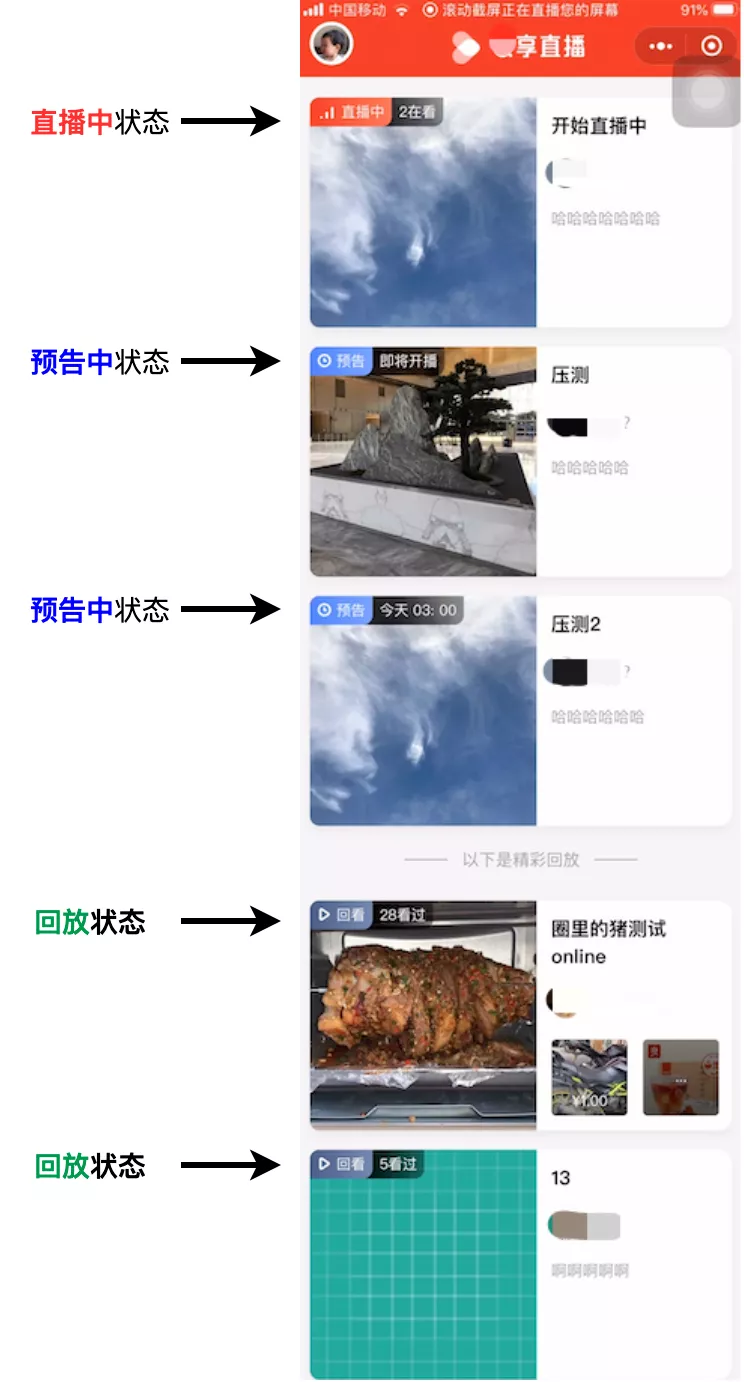 中国移动
滚动截屏正在直播您的屏幕
91%
享直播
直播中状态
直播中
2在看
开始直播中
哈哈哈哈哈哈哈
预告中状态
预告
即将开播
压测
?
哈哈哈哈哈
预告中状态
预告
今天 03: 00
压测2
?
哈哈哈哈哈哈
以下是精彩回放
回放状态
回看
28看过
圈里的猪测试
online
¥1.00
回放状态
回看
5看过
13
啊啊啊啊啊